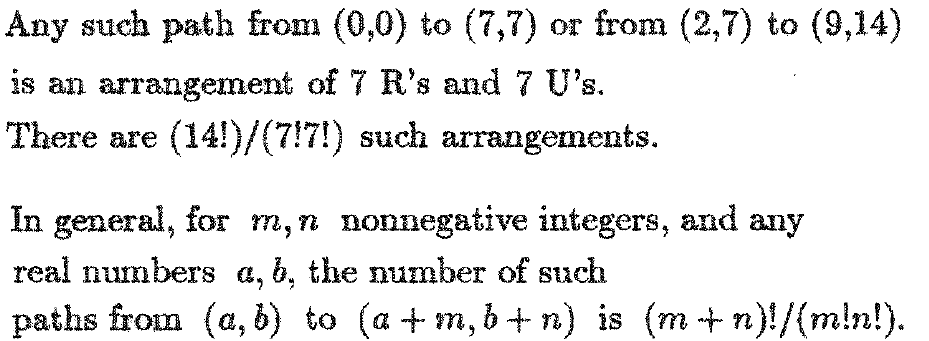 Any such path from (0,0) to (7,7) or from (2,7) to (9,14)
is an arrangement of 7 R's and 7 U's.
There are (14!)/(7!7!) such arrangements.
In general, for m, n nonnegative integers, and any
real numbers a, b, the number of such
paths from (a, b) to (a + m, b + n) is (m + n)!/(m!n!).